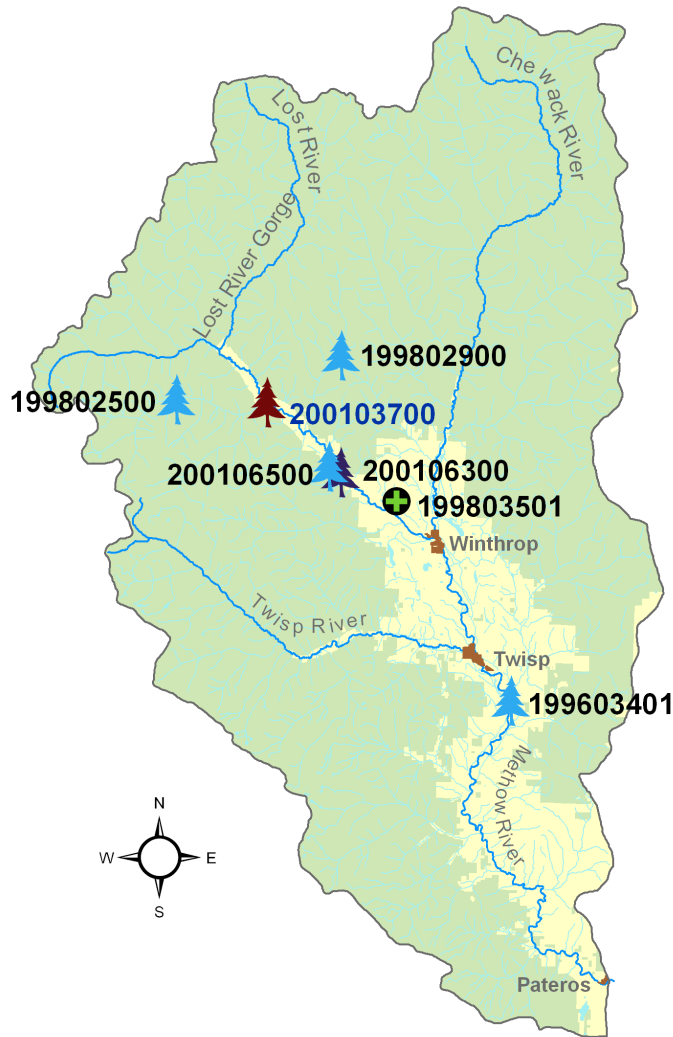 Lost River
Chewack River
Lost River Gorge
199802900
199802500
200103700
200106500
200106300
199803501
Winthrop
Twisp River
Twisp
199603401
Methow River
N
W
E
S
Pateros